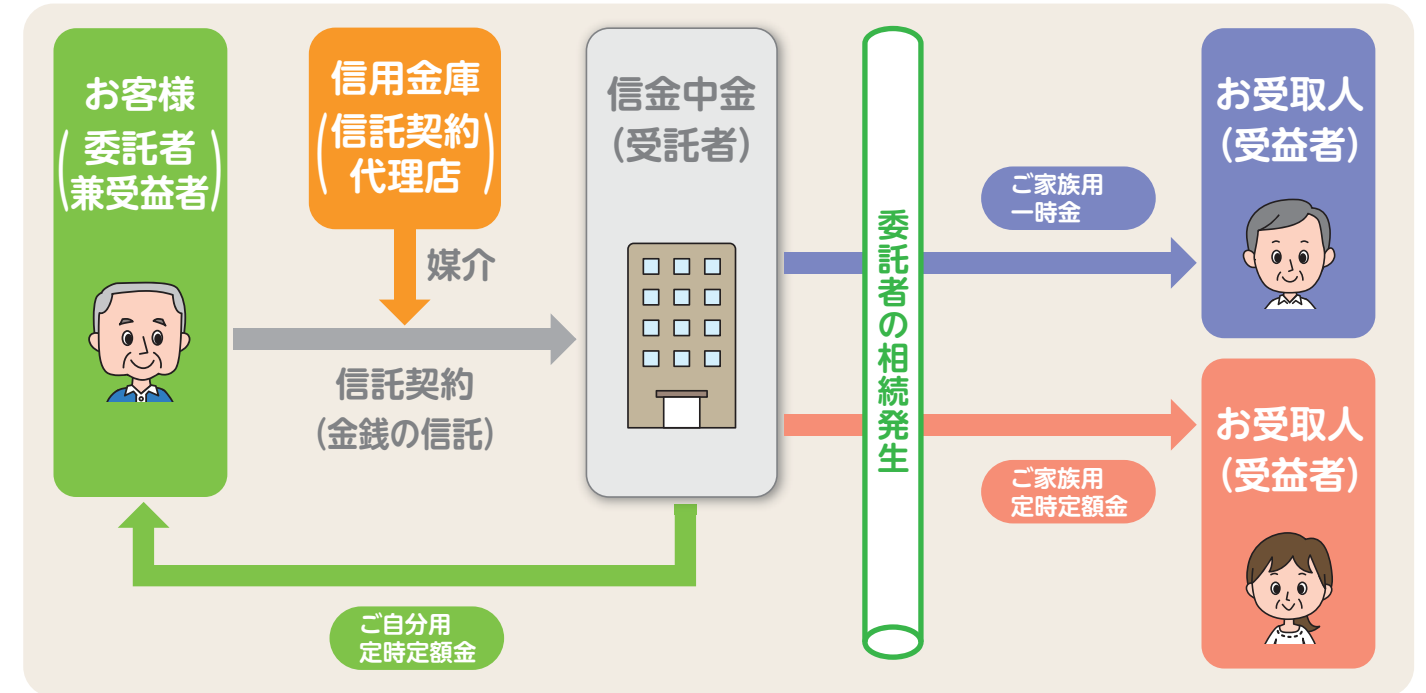 お客様
(委託者
兼受益者)
信用金庫
(信託契約
代理店)
媒介
信託契約
(金銭の信託)
信金中金
(受託者)
委託者の相続発生
ご家族用
一時金
お受取人
(受益者)
ご家族用
定時定額金
お受取人
(受益者)
ご自分用
定時定額金